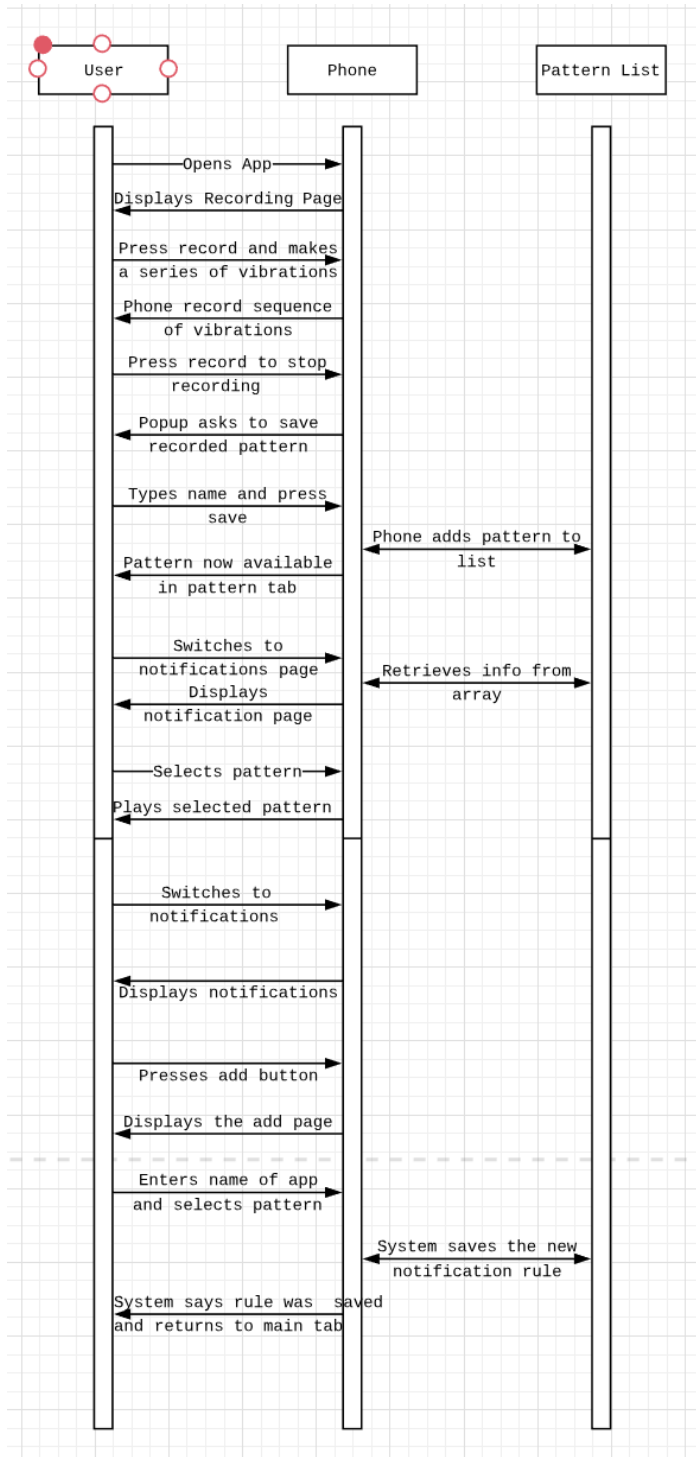 User
Phone
Pattern List
Opens App
Displays Recording Page
Press record and makes
a series of vibrations
Phone record sequence
of vibrations
Press record to stop
recording
Popup asks to save
recorded pattern
Types name and press
save
Phone adds pattern to
list
Pattern now available
in pattern tab
Switches to
notifications page
Retrieves info from
array
Displays
notification page
Selects pattern
Plays selected pattern
Switches to
notifications
Displays notifications
Presses add button
Displays the add page
Enters name of app
and selects pattern
System saves the new
notification rule
System says rule was  saved
and returns to main tab